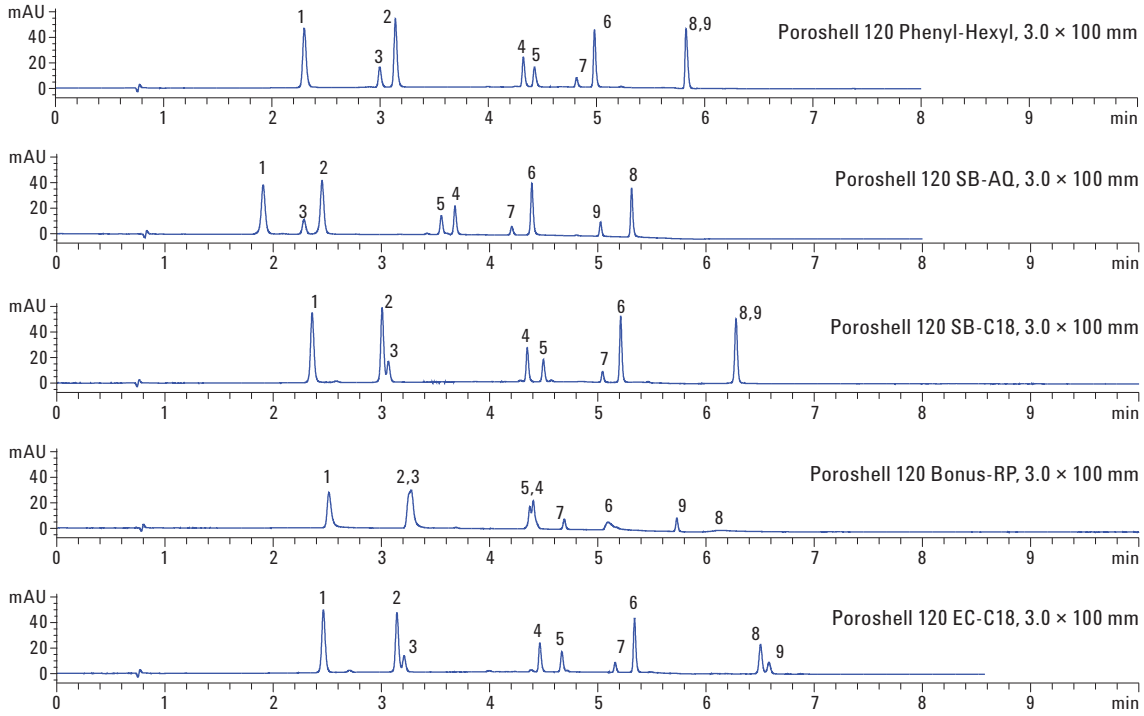 mAU
1 2 3 4 5 6 7 8,9
Poroshell 120 Phenyl-Hexyl, 3.0 × 100 mm
40
20
0
0 1 2 3 4 5 6 7 8 9 min
mAU
1 2 3 5 4 7 6 9 8
Poroshell 120 SB-AQ, 3.0 × 100 mm
40
20
0
0 1 2 3 4 5 6 7 8 9 min
mAU
1 2 3 4 5 7 6 8,9
Poroshell 120 SB-C18, 3.0 × 100 mm
40
20
0
0 1 2 3 4 5 6 7 8 9 min
mAU
1 2,3 5,4 7 6 9 8
Poroshell 120 Bonus-RP, 3.0 × 100 mm
40
20
0
0 1 2 3 4 5 6 7 8 9 min
mAU
1 2 3 4 5 7 6 8 9
Poroshell 120 EC-C18, 3.0 × 100 mm
40
20
0
0 1 2 3 4 5 6 7 8 9 min